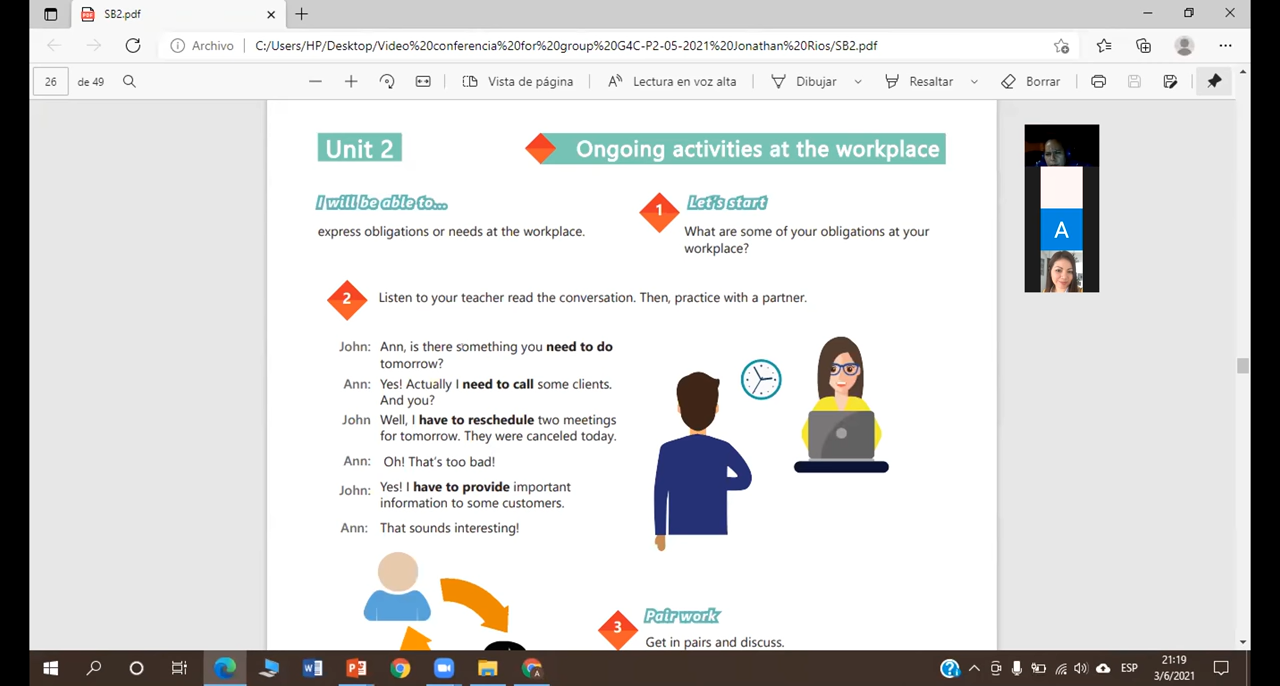 SB2.pdf
Archivo
C:/Users/HP/Desktop/Video%20conferencia%20for%20group%20G4C-P2-05-2021%20Jonathan%20Rios/SB2.pdf
26 de 49
Vista de página
Lectura en voz alta
Dibujar
Resaltar
Borrar
Unit 2
Ongoing activities at the workplace
I will be able to...
express obligations or needs at the workplace.
1
Let's start
What are some of your obligations at your
workplace?
2
Listen to your teacher read the conversation. Then, practice with a partner.
John: Ann, is there something you need to do
tomorrow?
Ann: Yes! Actually I need to call some clients.
And you?
John Well, I have to reschedule two meetings
for tomorrow. They were canceled today.
Ann: Oh! That's too bad!
John: Yes! I have to provide important
information to some customers.
Ann: That sounds interesting!
3
Pair work
Get in pairs and discuss.
A
ESP
21:19
3/6/2021